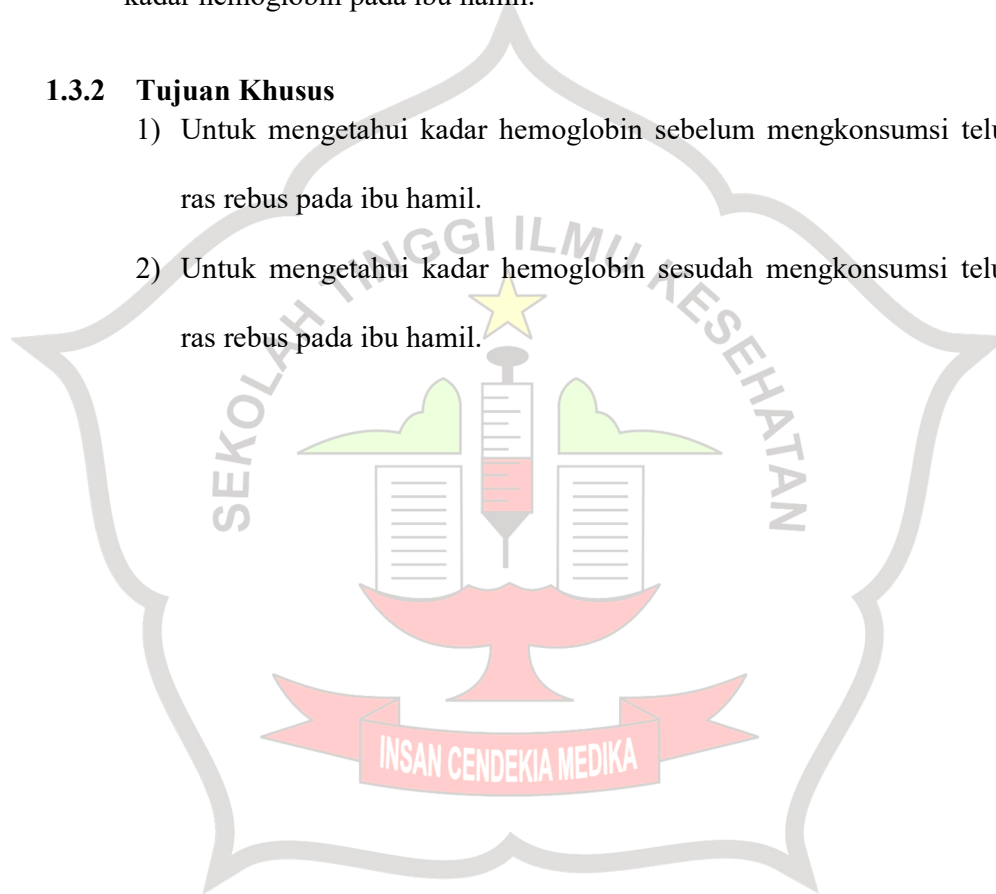 kadar hemoglobin pada ibu hamil.
1.3.2 Tujuan Khusus
1) Untuk mengetahui kadar hemoglobin sebelum mengkonsumsi telu
ras rebus pada ibu hamil.
2) Untuk mengetahui kadar hemoglobin sesudah mengkonsumsi telu
ras rebus pada ibu hamil.
SEKOLAH TINGGI ILMU KESEHATAN
INSAN CENDEKIA MEDIKA